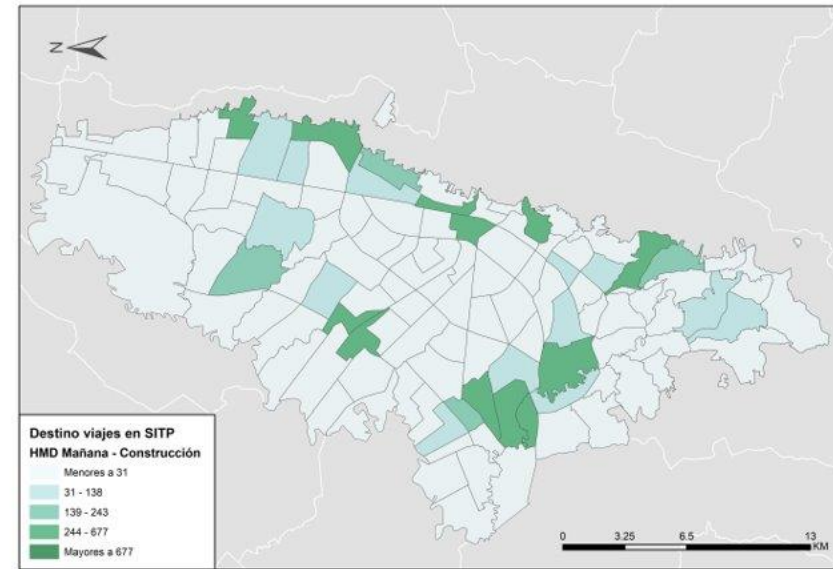 N
Destino viajes en SITP
HMD Mañana - Construcción
Menores a 31
31 - 138
139 - 243
244 - 677
Mayores a 677
0 3.25 6.5 13
KM